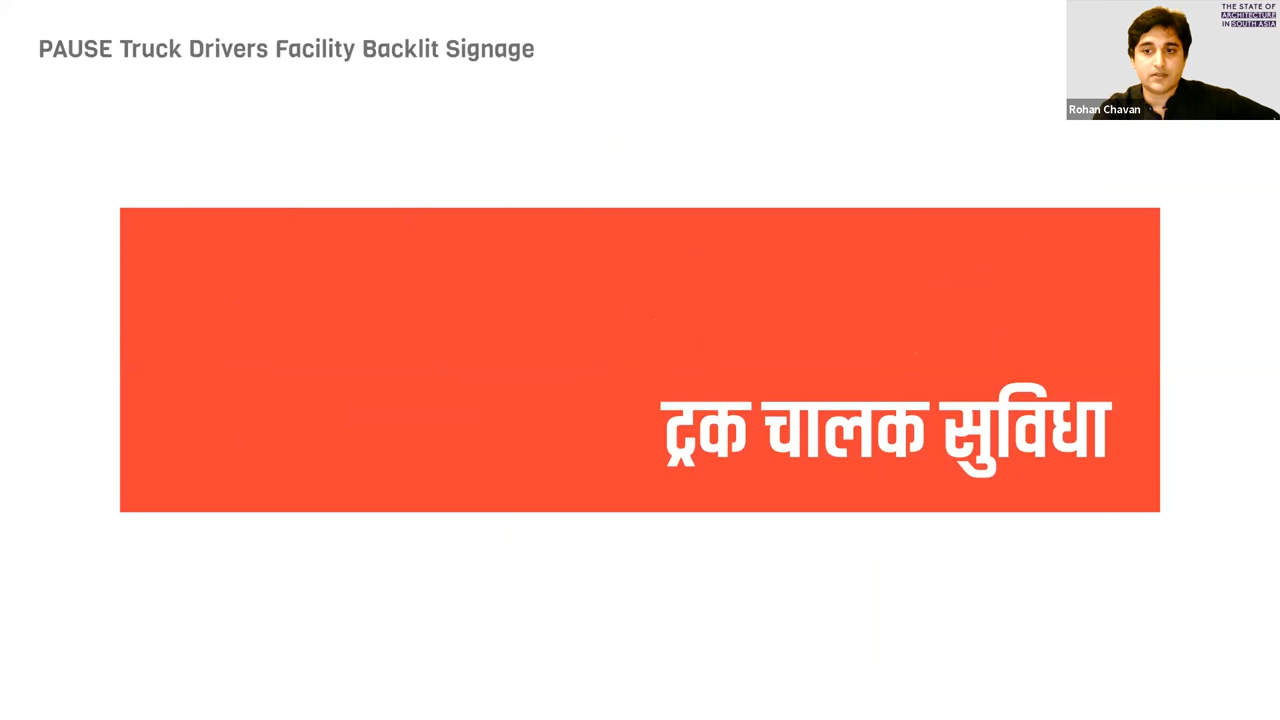 PAUSE Truck Drivers Facility Backlit Signage
THE STATE OF
ARCHITECTURE
IN SOUTH ASIA
Rohan Chavan
ट्रक चालक सुविधा